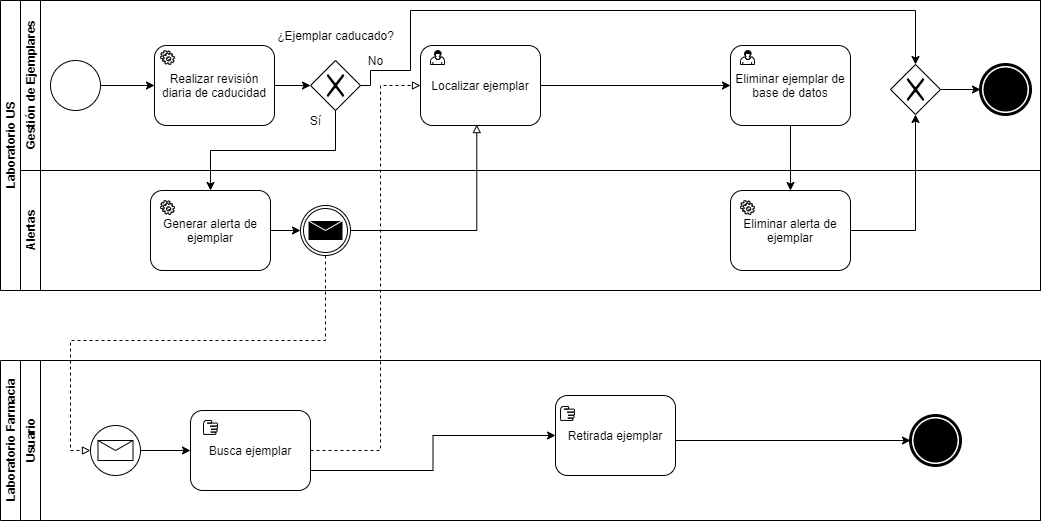 Laboratorio US
Gestión de Ejemplares
¿Ejemplar caducado?
No
Realizar revisión
diaria de caducidad
Localizar ejemplar
Eliminar ejemplar de
base de datos
Sí
Alertas
Generar alerta de
ejemplar
Eliminar alerta de
ejemplar
Laboratorio Farmacia
Usuario
Busca ejemplar
Retirada ejemplar